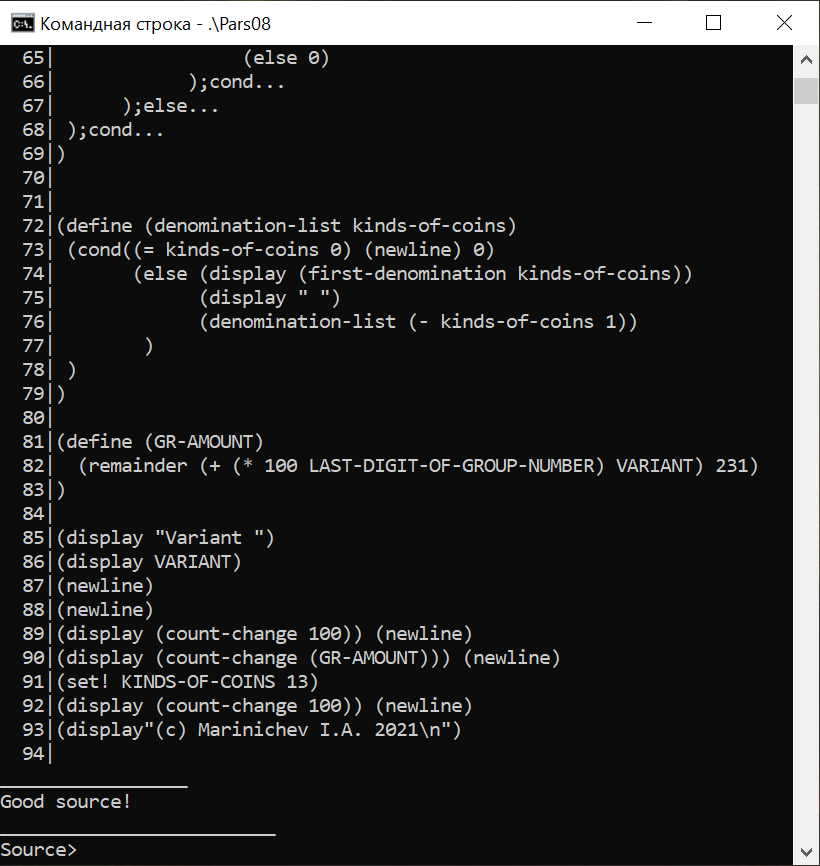 Командная строка - .\Pars08
65|                 (else 0)
66|            );cond...
67|      );else...
68| );cond...
69|)
70|
71|
72|(define (denomination-list kinds-of-coins)
73| (cond((= kinds-of-coins 0) (newline) 0)
74|       (else (display (first-denomination kinds-of-coins))
75|             (display " ")
76|             (denomination-list (- kinds-of-coins 1))
77|        )
78| )
79|)
80|
81|(define (GR-AMOUNT)
82|  (remainder (+ (* 100 LAST-DIGIT-OF-GROUP-NUMBER) VARIANT) 231)
83|)
84|
85|(display "Variant ")
86|(display VARIANT)
87|(newline)
88|(newline)
89|(display (count-change 100)) (newline)
90|(display (count-change (GR-AMOUNT))) (newline)
91|(set! KINDS-OF-COINS 13)
92|(display (count-change 100)) (newline)
93|(display"(c) Marinichev I.A. 2021\n")
94|
_________________
Good source!
_________________________
Source>